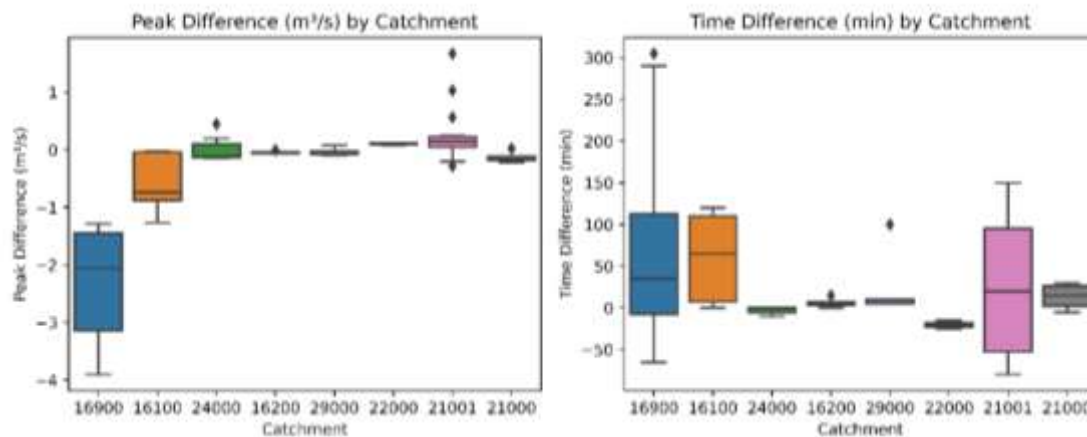 Peak Difference (m³/s) by Catchment
Peak Difference (m³/s)
1
0
−1
−2
−3
−4
16900 16100 24000 16200 29000 22000 21001 21000
Catchment
Time Difference (min) by Catchment
Time Difference (min)
300
250
200
150
100
50
0
−50
16900 16100 24000 16200 29000 22000 21001 21000
Catchment